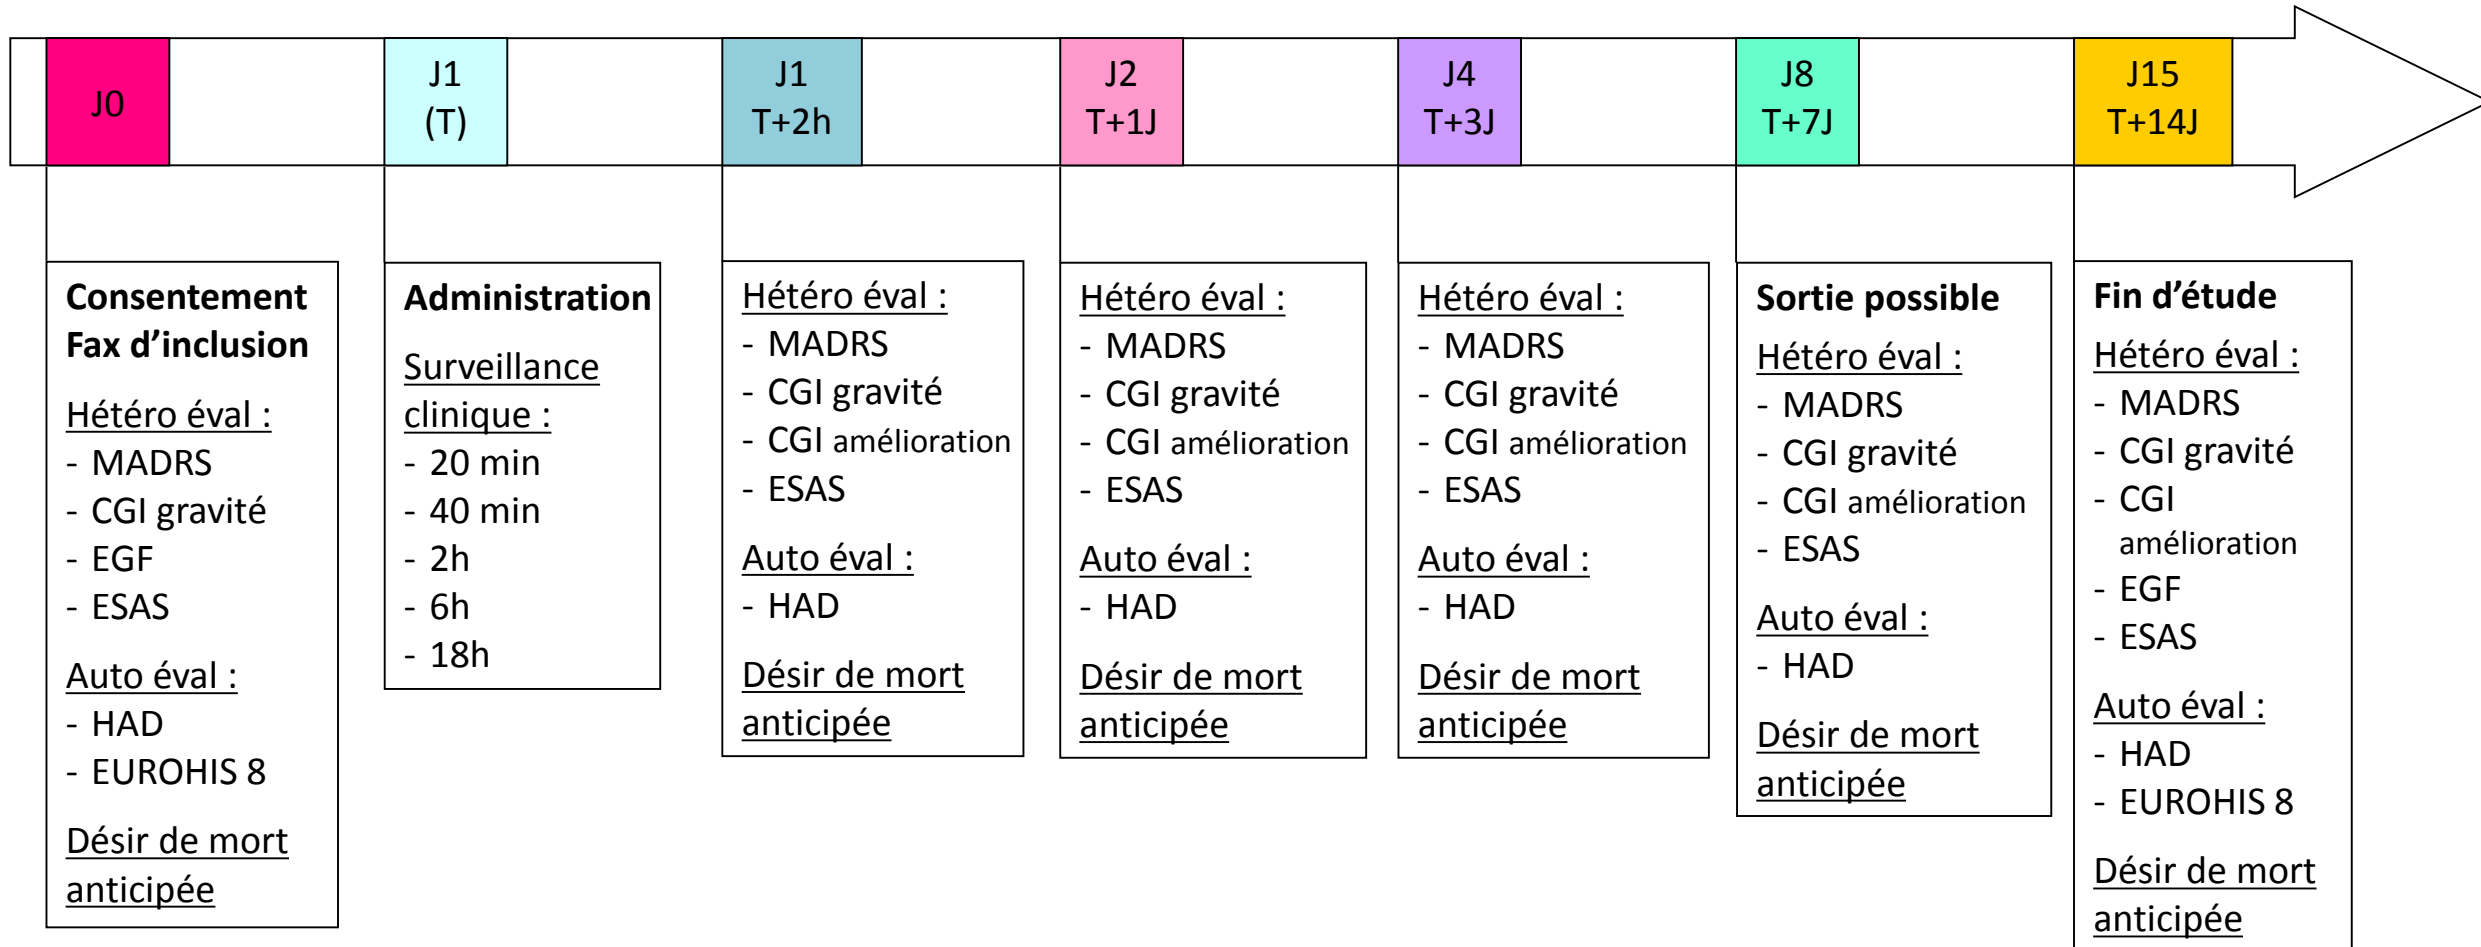 J0
J1
(T)
J1
T+2h
J2
T+1J
J4
T+3J
J8
T+7J
J15
T+14J
Consentement
Fax d’inclusion
Hétéro éval :
- MADRS
- CGI gravité
- EGF
- ESAS
Auto éval :
- HAD
- EUROHIS 8
Désir de mort
anticipée
Administration
Surveillance
clinique :
- 20 min
- 40 min
- 2h
- 6h
- 18h
Hétéro éval :
- MADRS
- CGI gravité
- CGI amélioration
- ESAS
Auto éval :
- HAD
Désir de mort
anticipée
Hétéro éval :
- MADRS
- CGI gravité
- CGI amélioration
- ESAS
Auto éval :
- HAD
Désir de mort
anticipée
Hétéro éval :
- MADRS
- CGI gravité
- CGI amélioration
- ESAS
Auto éval :
- HAD
Désir de mort
anticipée
Sortie possible
Hétéro éval :
- MADRS
- CGI gravité
- CGI amélioration
- ESAS
Auto éval :
- HAD
Désir de mort
anticipée
Fin d’étude
Hétéro éval :
- MADRS
- CGI gravité
- CGI
amélioration
- EGF
- ESAS
Auto éval :
- HAD
- EUROHIS 8
Désir de mort
anticipée